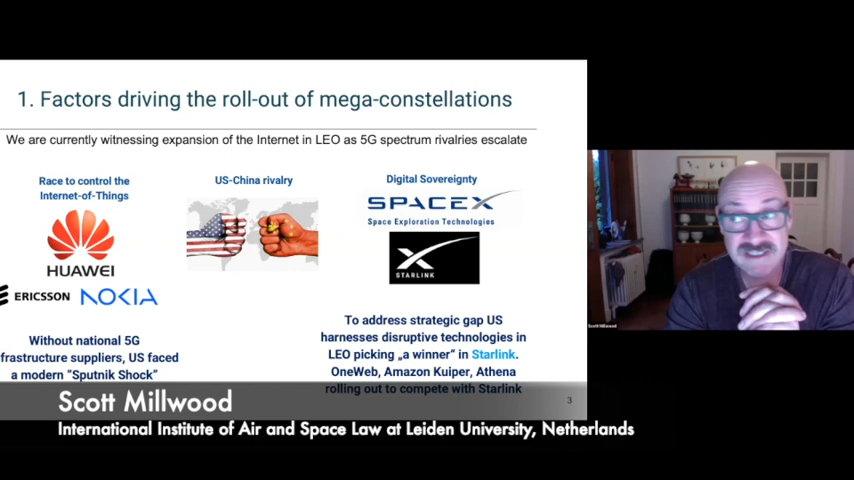 1. Factors driving the roll-out of mega-constellations
We are currently witnessing expansion of the Internet in LEO as 5G spectrum rivalries escalate
Race to control the
Internet-of-Things
HUAWEI
ERICSSON NOKIA
Without national 5G
frastructure suppliers, US faced
a modern "Sputnik Shock"
US-China rivalry
Digital Sovereignty
SPACEX
Space Exploration Technologies
STARLINK
To address strategic gap US
harnesses disruptive technologies in
LEO picking „a winner“ in Starlink.
OneWeb, Amazon Kuiper, Athena
rolling out to compete with Starlink
3
Scott Millwood
Scott Millwood
International Institute of Air and Space Law at Leiden University, Netherlands